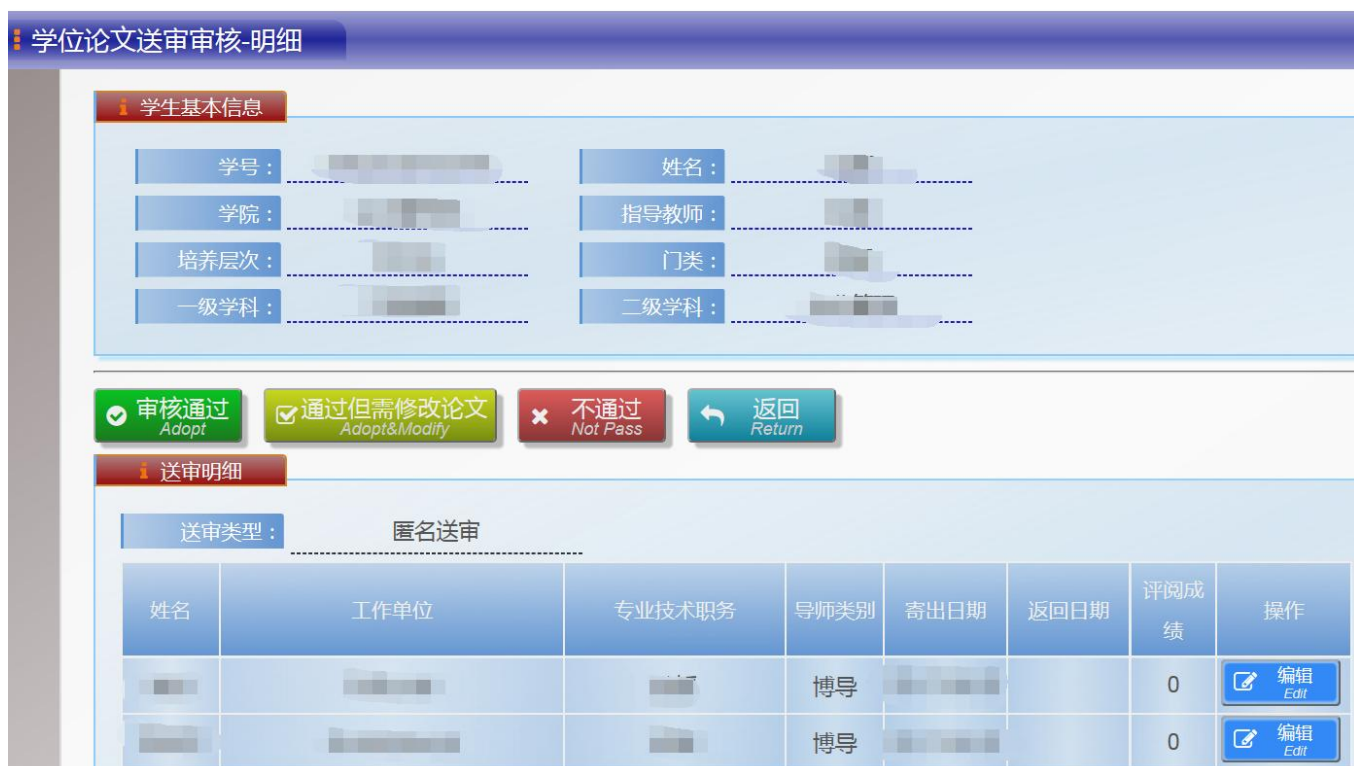 学位论文送审审核-明细
学生基本信息
学号： 姓名：
学院： 指导教师：
培养层次： 门类：
一级学科： 二级学科：
审核通过 通过但需修改论文 不通过 返回
Adopt Adopt&Modify Not Pass Return
送审明细
送审类型： 匿名送审
姓名 工作单位 专业技术职务 导师类别 寄出日期 返回日期 评阅成绩 操作
博导 0 编辑
Edit
博导 0 编辑
Edit